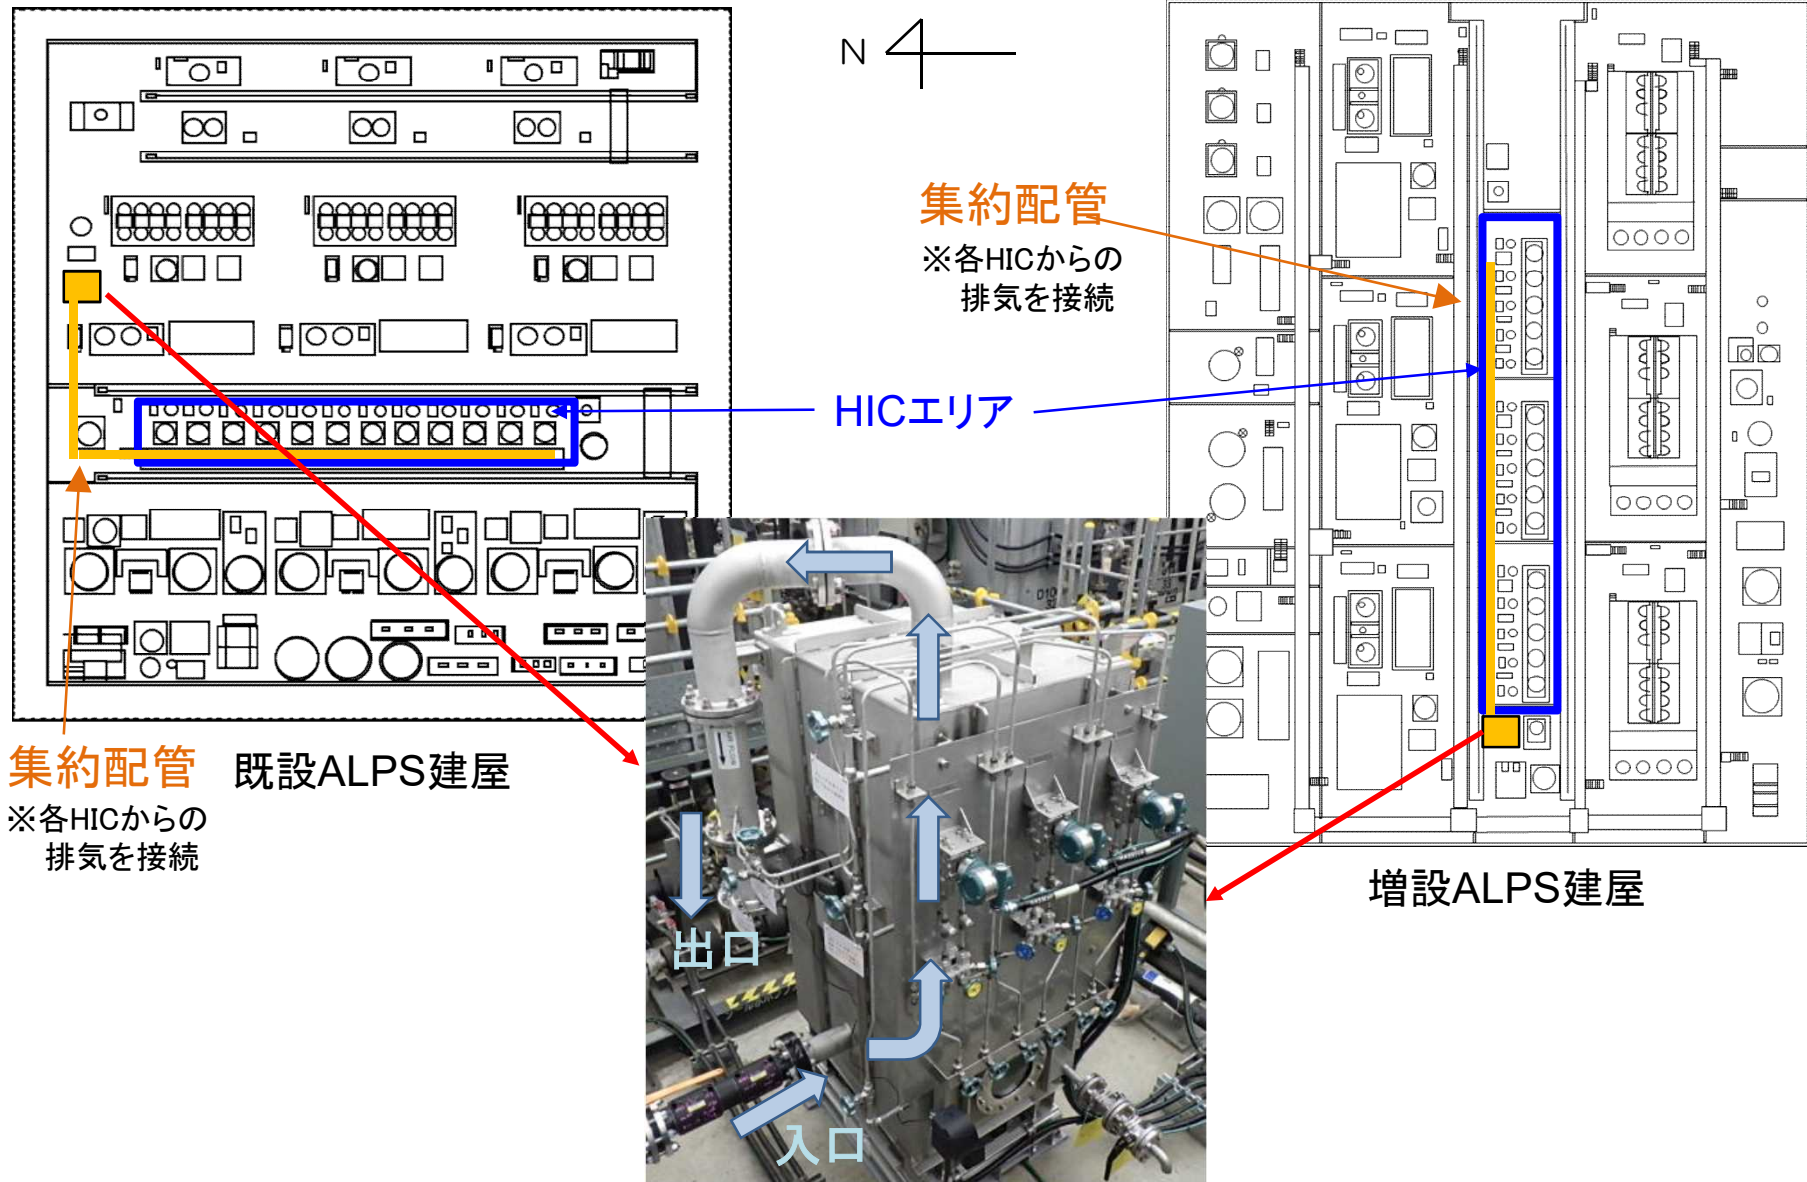 N
集約配管
※各HICからの
排気を接続
HICエリア
集約配管
※各HICからの
排気を接続
既設ALPS建屋
増設ALPS建屋
出口
入口